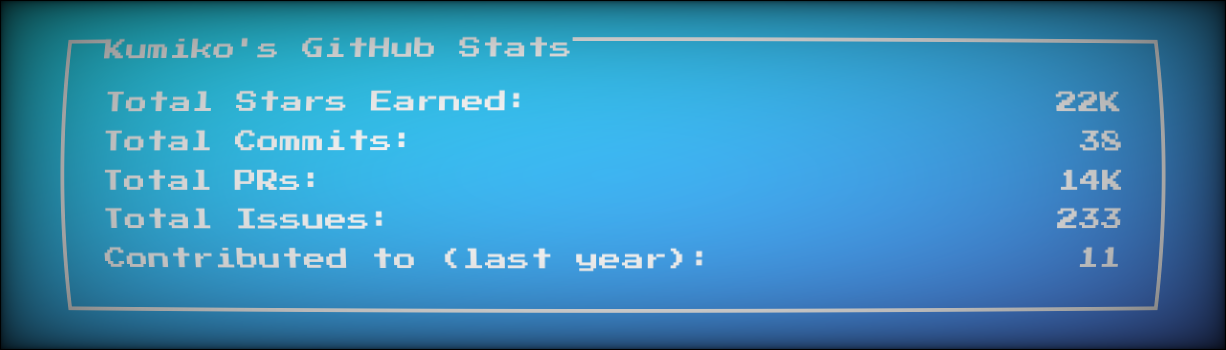 Kumiko's GitHub Stats
Total Stars Earned: 22K
Total Commits: 38
Total PRs: 14K
Total Issues: 233
Contributed to (last year): 11